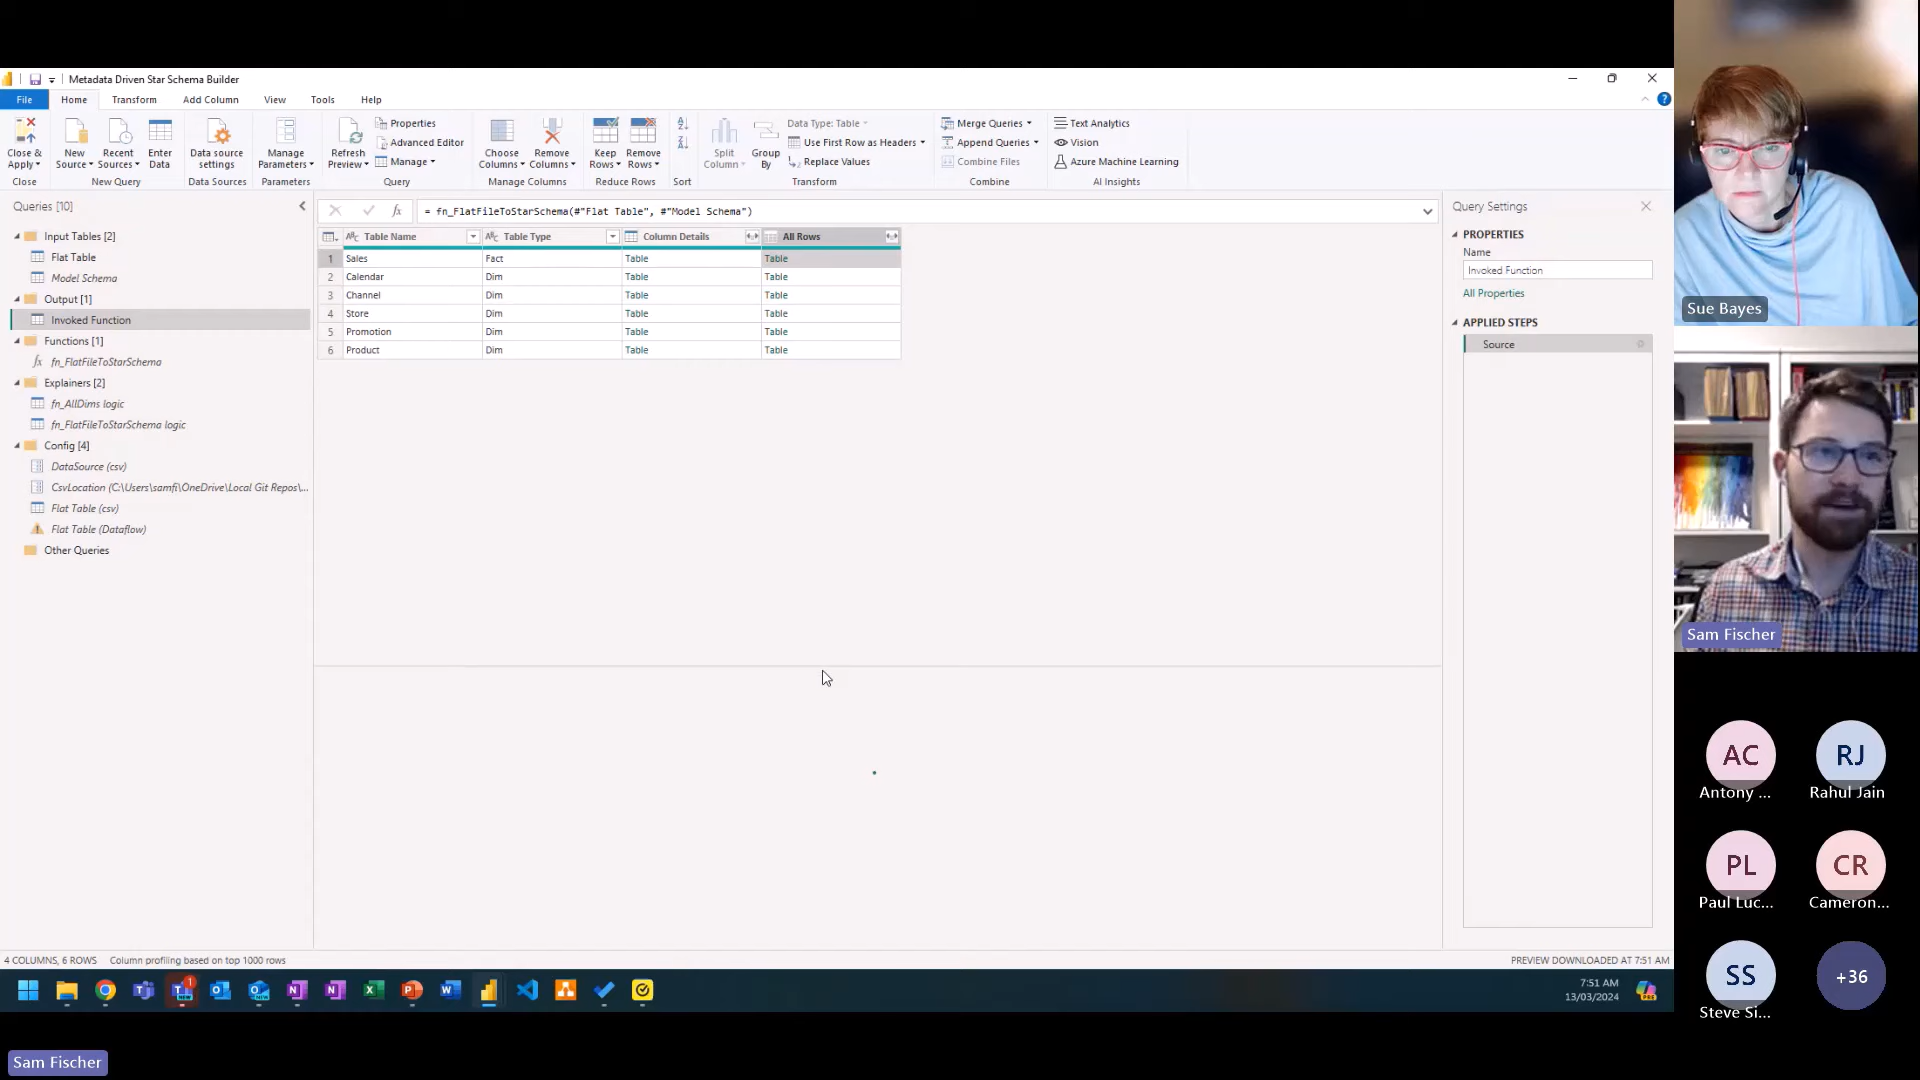 Metadata Driven Star Schema Builder
File Home Transform Add Column View Tools Help
Close & Apply
New Source
Recent Sources
Enter Data
Data source settings
Manage Parameters
Refresh Preview
Properties
Advanced Editor
Manage
Choose Columns
Remove Columns
Keep Rows
Remove Rows
Split Column
Group By
Data Type: Table
Use First Row as Headers
Replace Values
Merge Queries
Append Queries
Combine Files
Text Analytics
Vision
Azure Machine Learning
Close
New Query
Data Sources
Parameters
Query
Manage Columns
Reduce Rows
Sort
Transform
Combine
AI Insights
Queries [10]
Input Tables [2]
Flat Table
Model Schema
Output [1]
Invoked Function
Functions [1]
fn_FlatFileToStarSchema
Explainers [2]
fn_AllDims logic
fn_FlatFileToStarSchema logic
Config [4]
DataSource (csv)
CsvLocation (C:\Users\samfi\OneDrive\Local Git Repos\...
Flat Table (csv)
Flat Table (Dataflow)
Other Queries
= fn_FlatFileToStarSchema(#"Flat Table", #"Model Schema")
Table Name Table Type Column Details All Rows
1 Sales Fact Table Table
2 Calendar Dim Table Table
3 Channel Dim Table Table
4 Store Dim Table Table
5 Promotion Dim Table Table
6 Product Dim Table Table
Query Settings
PROPERTIES
Name
Invoked Function
All Properties
APPLIED STEPS
Source
4 COLUMNS, 6 ROWS Column profiling based on top 1000 rows
PREVIEW DOWNLOADED AT 7:51 AM
7:51 AM
13/03/2024
Sue Bayes
Sam Fischer
AC
Antony ...
RJ
Rahul Jain
PL
Paul Luc...
CR
Cameron...
SS
Steve Si...
+36
Sam Fischer